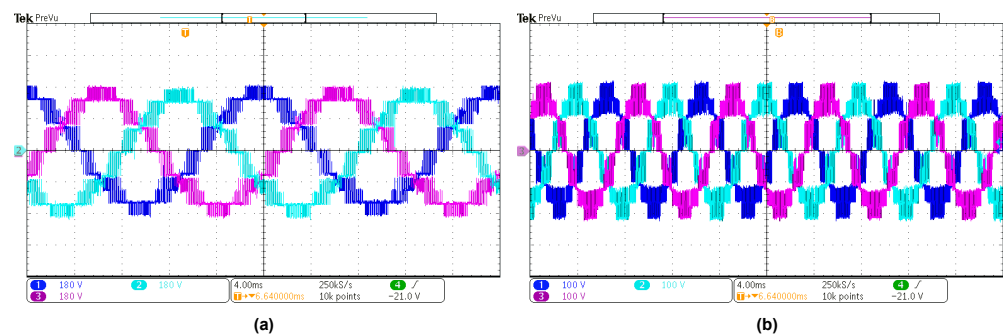 Tek PreVu
T
T
2
1 180 V 2 180 V
3 180 V
4.00ms 250kS/s 4
T→▼6.640000ms 10k points −21.0 V
(a)
Tek PreVu
B
1 100 V 2 100 V
3 100 V
4.00ms 250kS/s 4
T→▼6.640000ms 10k points −21.0 V
(b)